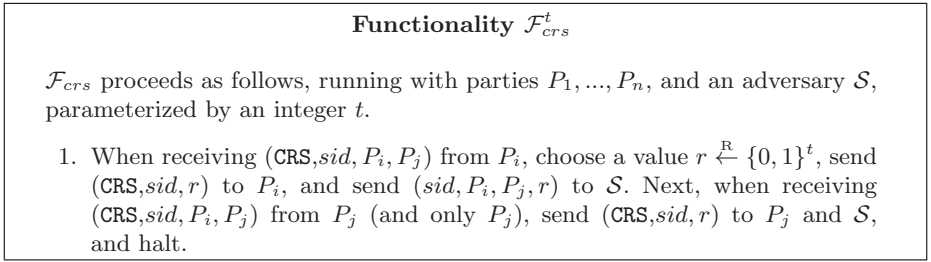 Functionality $\mathcal{F}_{crs}^{t}$
$\mathcal{F}_{crs}$ proceeds as follows, running with parties $P_1, ..., P_n$, and an adversary $\mathcal{S}$,
parameterized by an integer $t$.
1. When receiving (CRS,$sid, P_i, P_j$) from $P_i$, choose a value $r \stackrel{R}{\leftarrow} \{0, 1\}^t$, send
(CRS,$sid, r$) to $P_i$, and send ($sid, P_i, P_j, r$) to $\mathcal{S}$. Next, when receiving
(CRS,$sid, P_i, P_j$) from $P_j$ (and only $P_j$), send (CRS,$sid, r$) to $P_j$ and $\mathcal{S}$,
and halt.